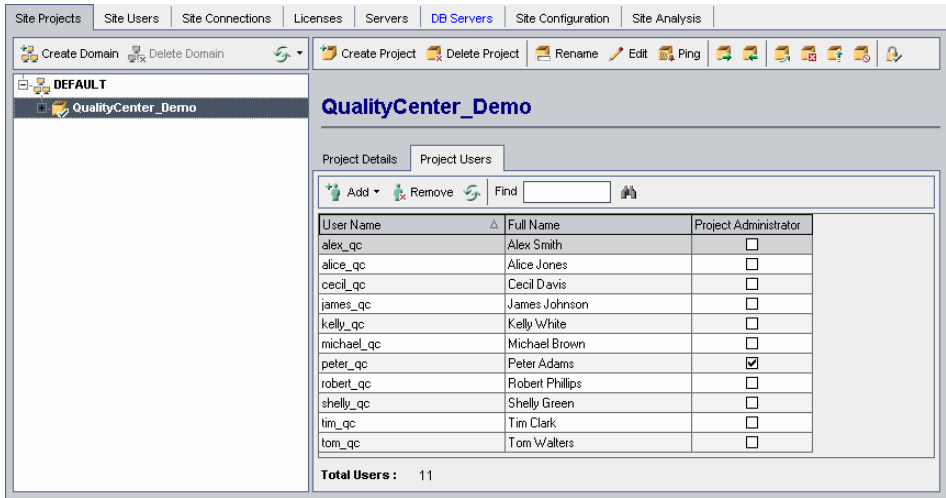 Site Projects Site Users Site Connections Licenses Servers DB Servers Site Configuration Site Analysis
Create Domain Delete Domain
Create Project Delete Project Rename Edit Ping
DEFAULT
QualityCenter_Demo
QualityCenter_Demo
Project Details Project Users
Add Remove Find
User Name Full Name Project Administrator
alex_qc Alex Smith
alice_qc Alice Jones
cecil_qc Cecil Davis
james_qc James Johnson
kelly_qc Kelly White
michael_qc Michael Brown
peter_qc Peter Adams
robert_qc Robert Phillips
shelly_qc Shelly Green
tim_qc Tim Clark
tom_qc Tom Walters
Total Users : 11